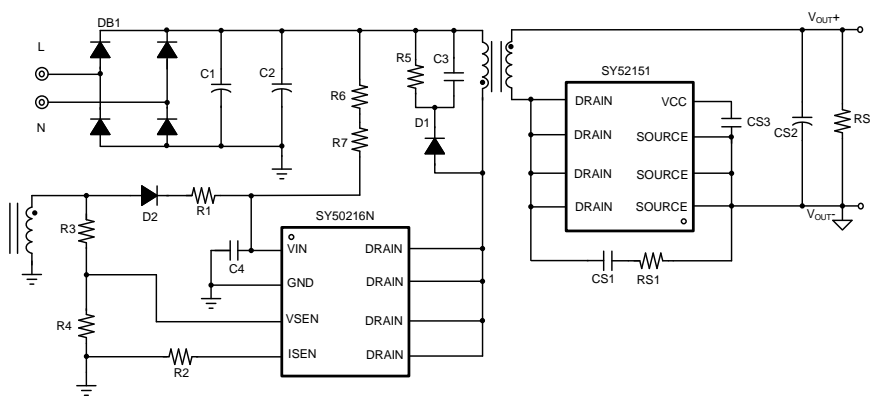 DB1
L
N
C1
C2
R5
C3
R6
R7
D1
SY52151
DRAIN
DRAIN
DRAIN
DRAIN
VCC
SOURCE
SOURCE
SOURCE
CS3
CS2
RS
VOUT+
VOUT-
CS1
RS1
D2
R1
R3
R4
C4
R2
SY50216N
VIN
GND
VSEN
ISEN
DRAIN
DRAIN
DRAIN
DRAIN